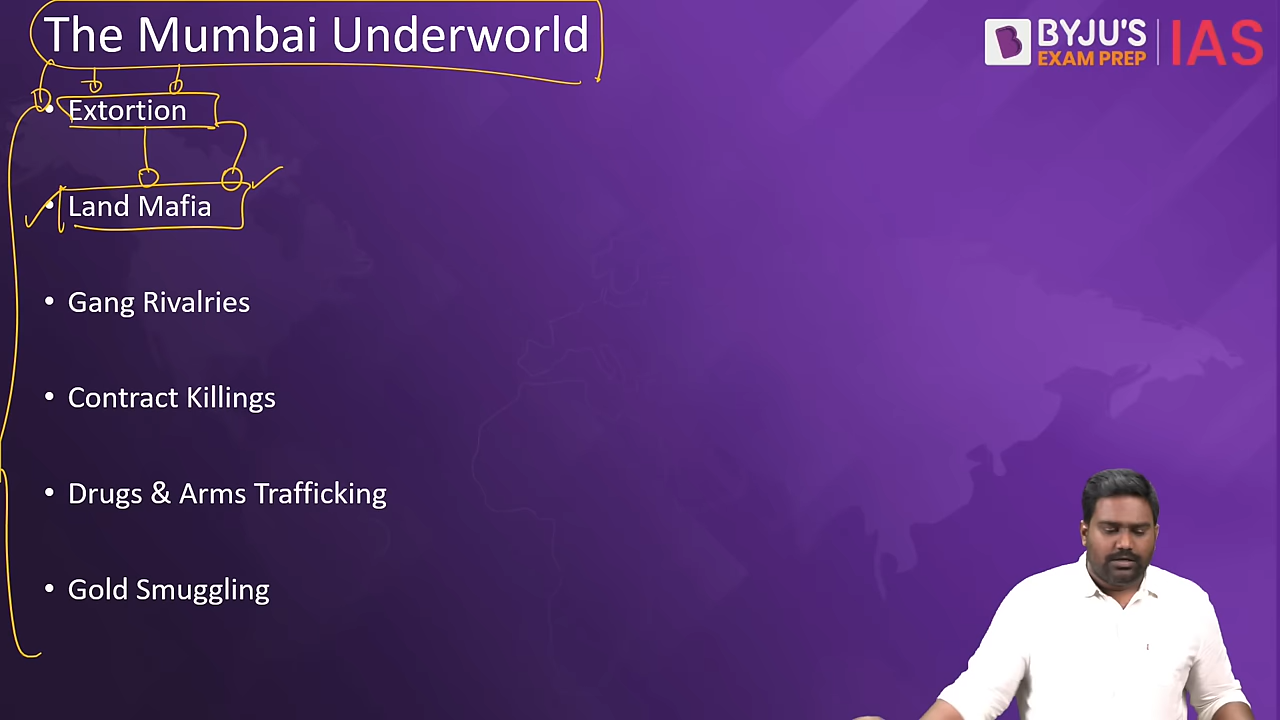 The Mumbai Underworld
BYJU'S
EXAM PREP
IAS
• Extortion
• Land Mafia
• Gang Rivalries
• Contract Killings
• Drugs & Arms Trafficking
• Gold Smuggling